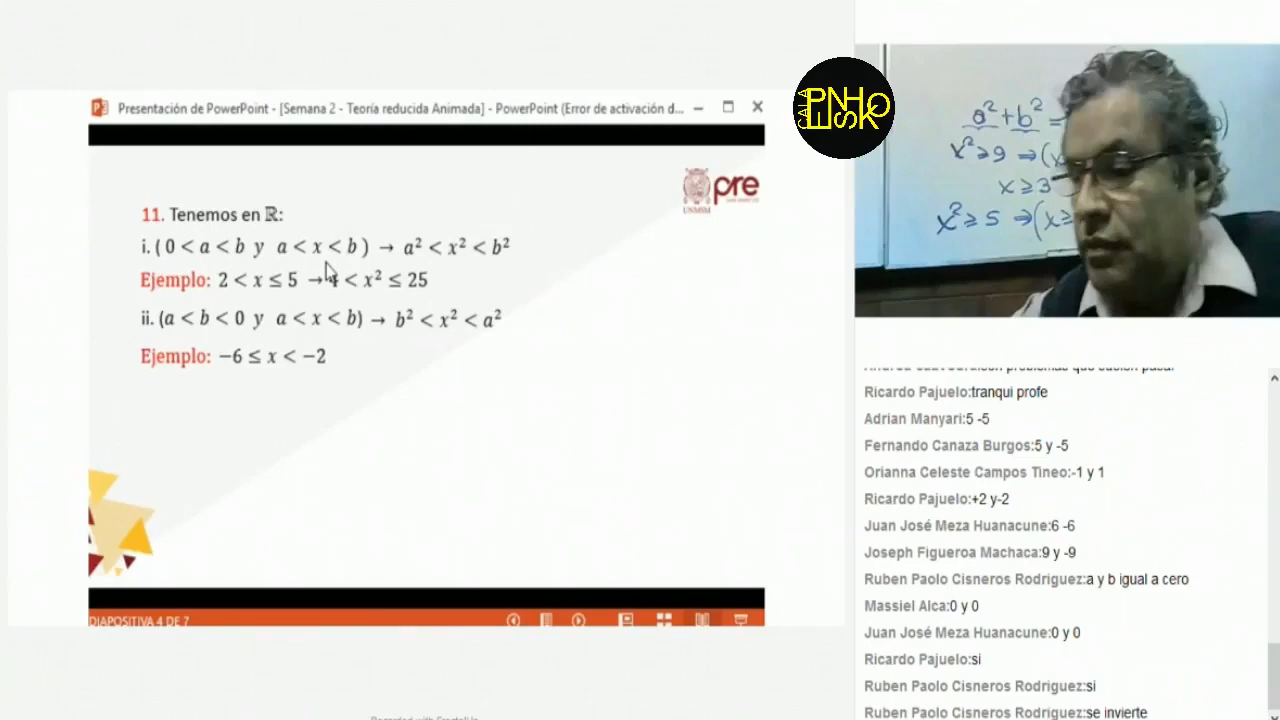 Presentación de PowerPoint - [Semana 2 - Teoría reducida Animada] - PowerPoint (Error de activación d...
pre
UNMSM
11. Tenemos en ℝ:
i. ( 0 < a < b y a < x < b ) → a² < x² < b²
Ejemplo: 2 < x ≤ 5 → 4 < x² ≤ 25
ii. (a < b < 0 y a < x < b) → b² < x² < a²
Ejemplo: −6 ≤ x < −2
DIAPOSITIVA 4 DE 7
a² + b² =
x² ≥ 9 ⇒ (x
x ≥ 3
x² ≥ 5 ⇒ (x ≥
Ricardo Pajuelo:tranqui profe
Adrian Manyari:5 -5
Fernando Canaza Burgos:5 y -5
Orianna Celeste Campos Tineo:-1 y 1
Ricardo Pajuelo:+2 y-2
Juan José Meza Huanacune:6 -6
Joseph Figueroa Machaca:9 y -9
Ruben Paolo Cisneros Rodriguez:a y b igual a cero
Massiel Alca:0 y 0
Juan José Meza Huanacune:0 y 0
Ricardo Pajuelo:si
Ruben Paolo Cisneros Rodriguez:si
Ruben Paolo Cisneros Rodriguez:se invierte